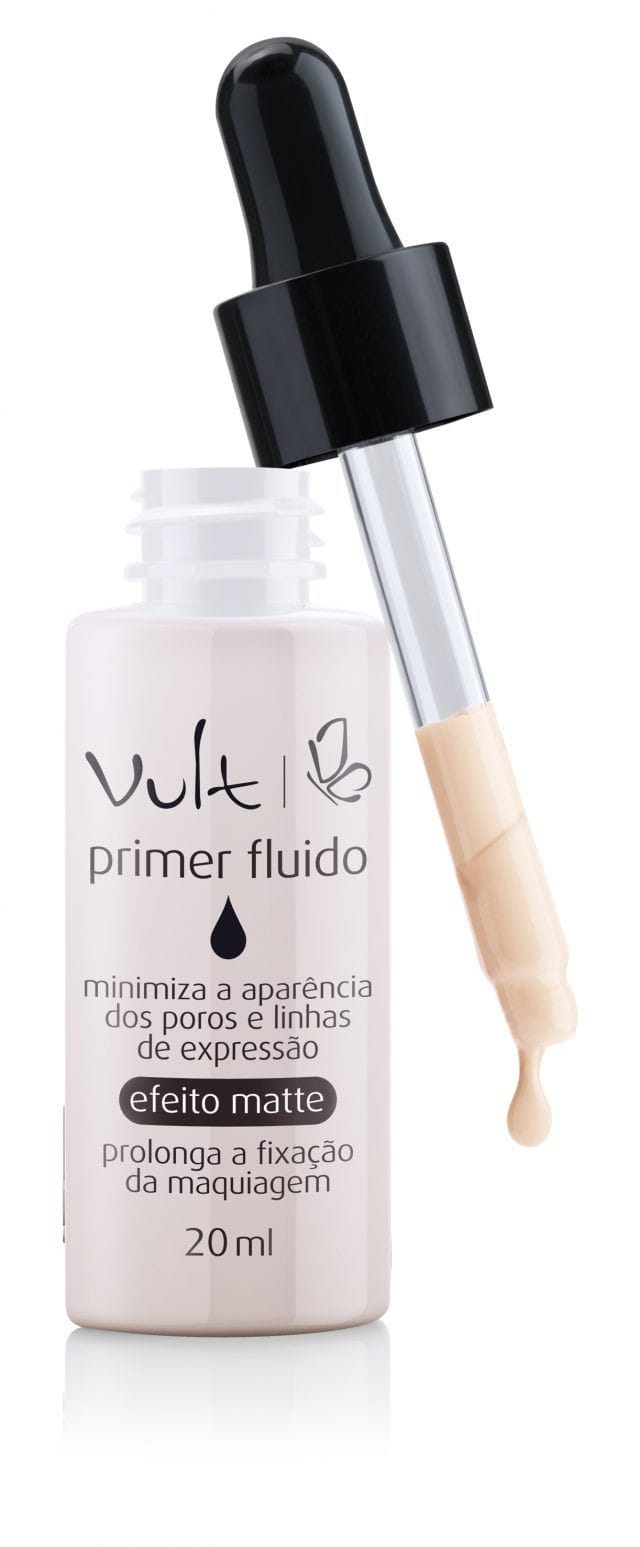 Vult
primer fluido
minimiza a aparência
dos poros e linhas
de expressão
efeito matte
prolonga a fixação
da maquiagem
20 ml